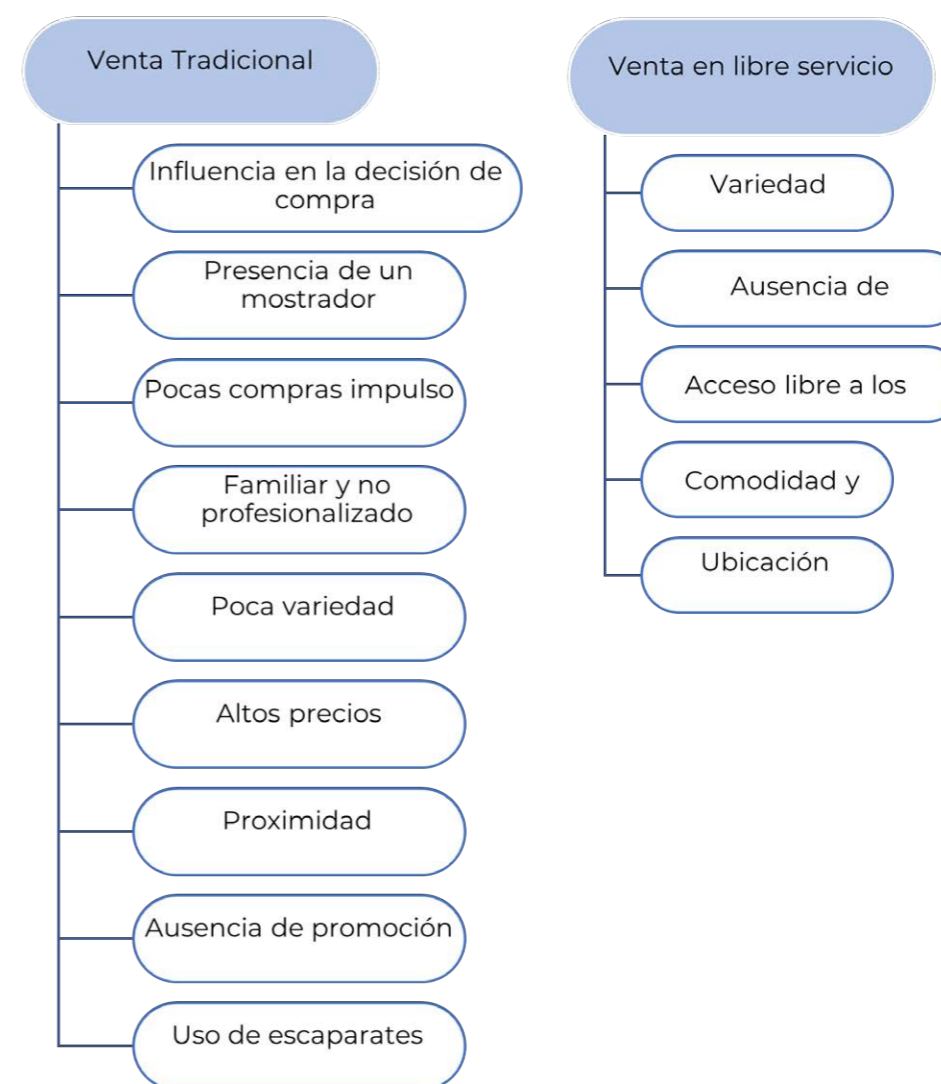 Venta Tradicional
Influencia en la decisión de
compra
Presencia de un
mostrador
Pocas compras impulso
Familiar y no
profesionalizado
Poca variedad
Altos precios
Proximidad
Ausencia de promoción
Uso de escaparates
Venta en libre servicio
Variedad
Ausencia de
Acceso libre a los
Comodidad y
Ubicación